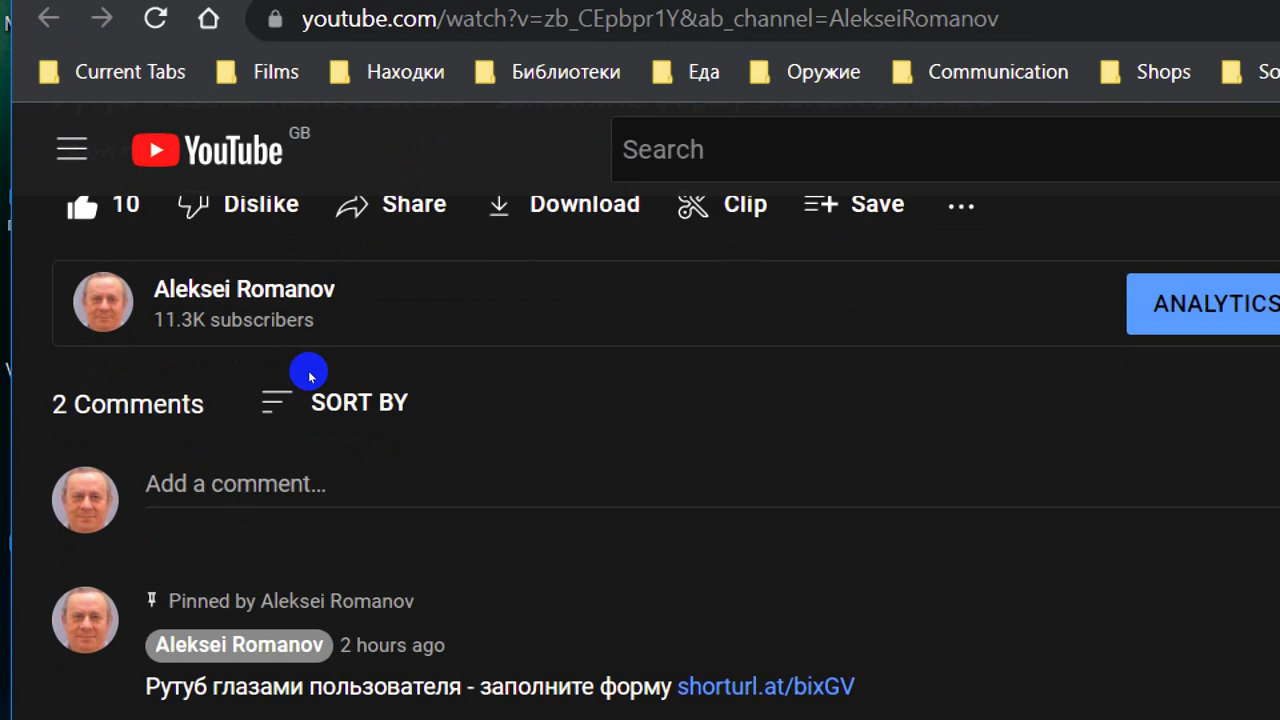 youtube.com/watch?v=zb_CEpbpr1Y&ab_channel=AlekseiRomanov
Current Tabs Films Находки Библиотеки Еда Оружие Communication Shops So
YouTube GB Search
10 Dislike Share Download Clip Save ...
Aleksei Romanov
11.3K subscribers
ANALYTICS
2 Comments SORT BY
Add a comment...
Pinned by Aleksei Romanov
Aleksei Romanov 2 hours ago
Рутуб глазами пользователя - заполните форму shorturl.at/bixGV